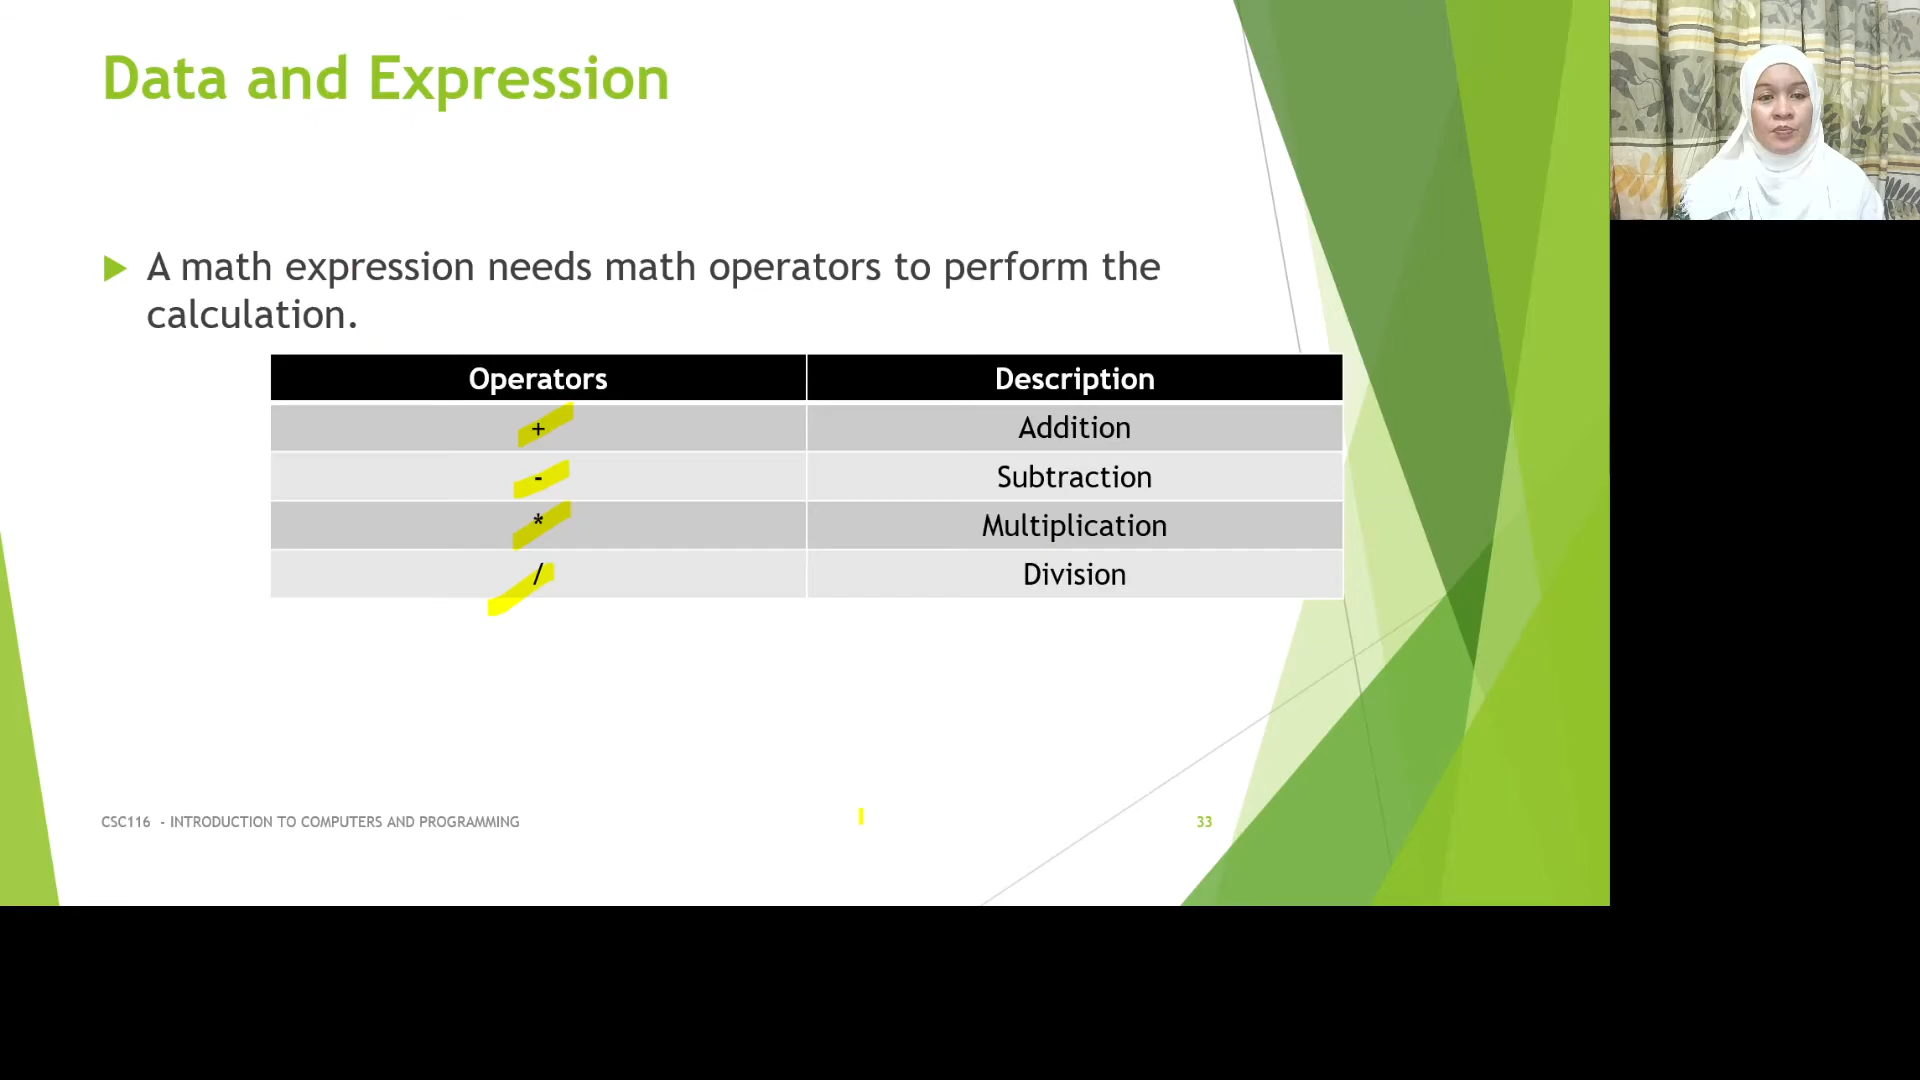 Data and Expression
A math expression needs math operators to perform the
calculation.
Operators Description
+ Addition
- Subtraction
* Multiplication
/ Division
CSC116 - INTRODUCTION TO COMPUTERS AND PROGRAMMING 33